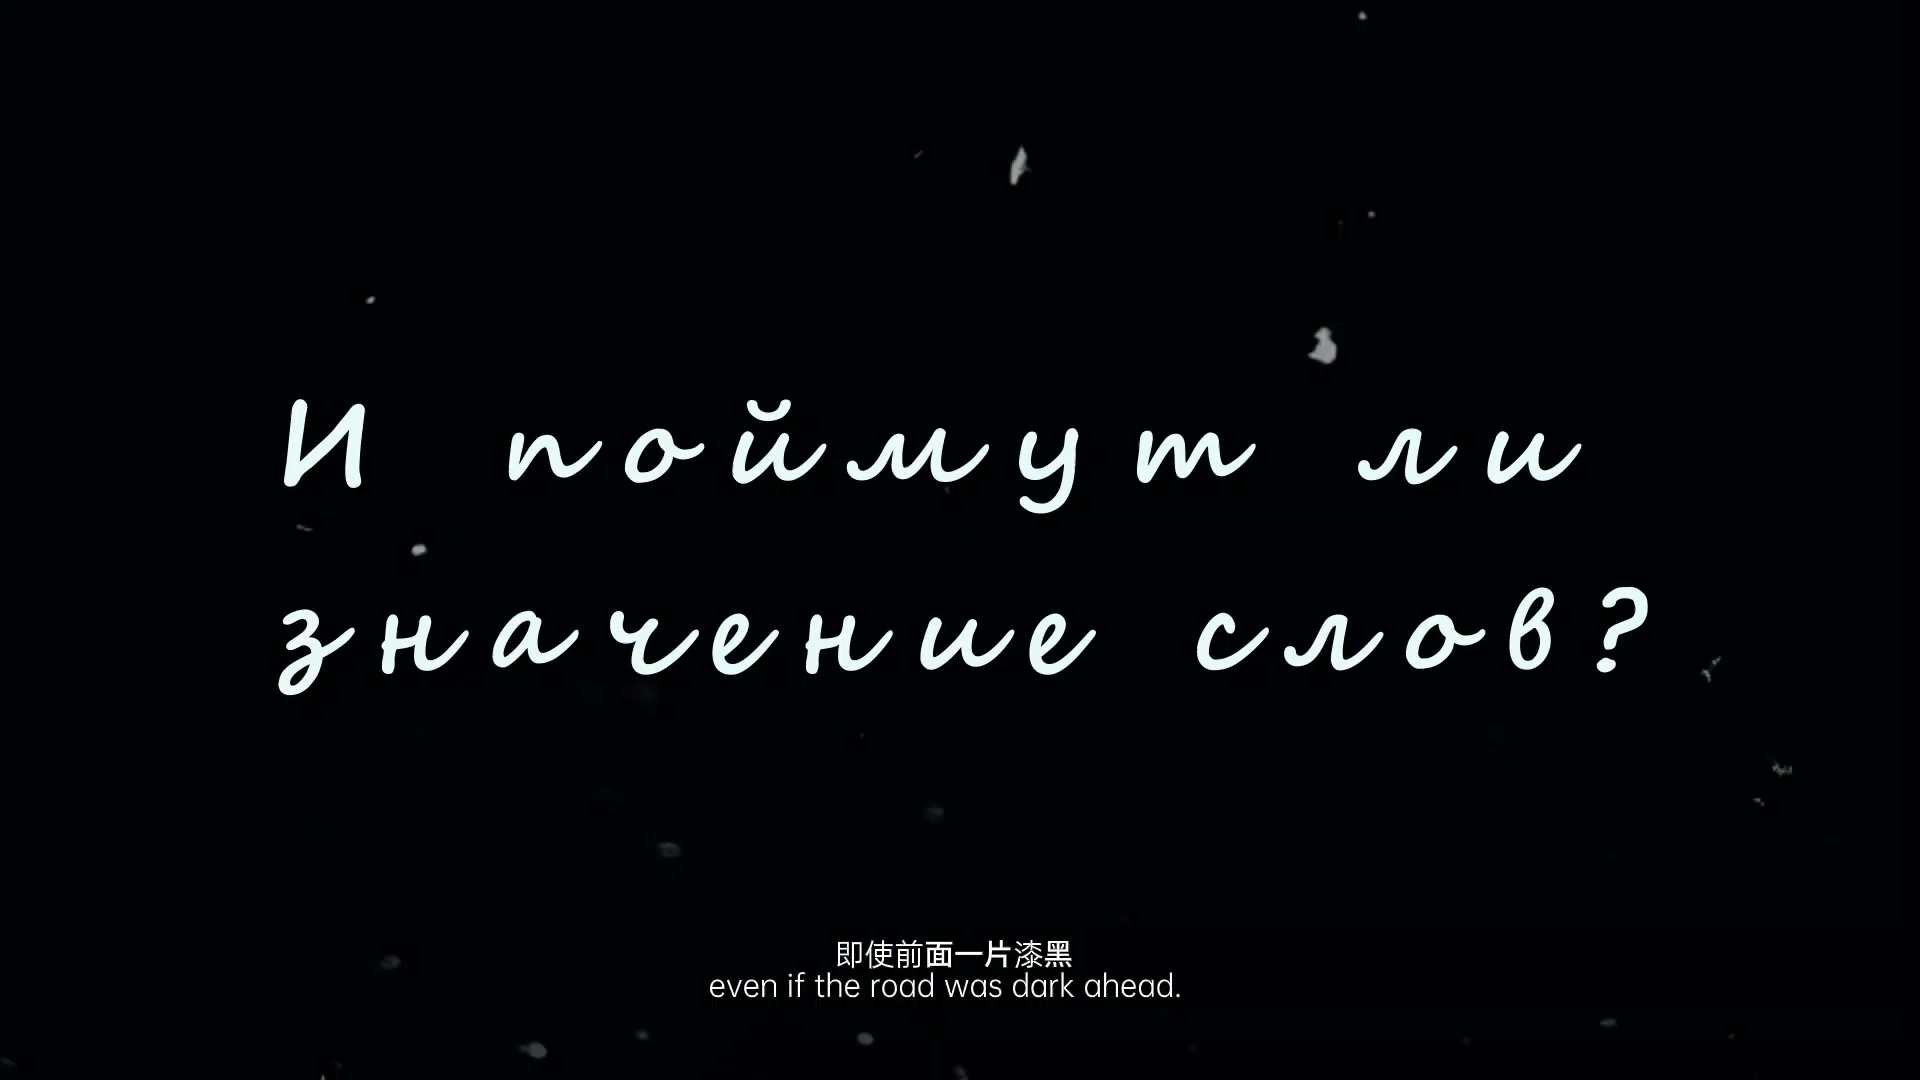 И поймут ли
значение слов?
即使前面一片漆黑
even if the road was dark ahead.